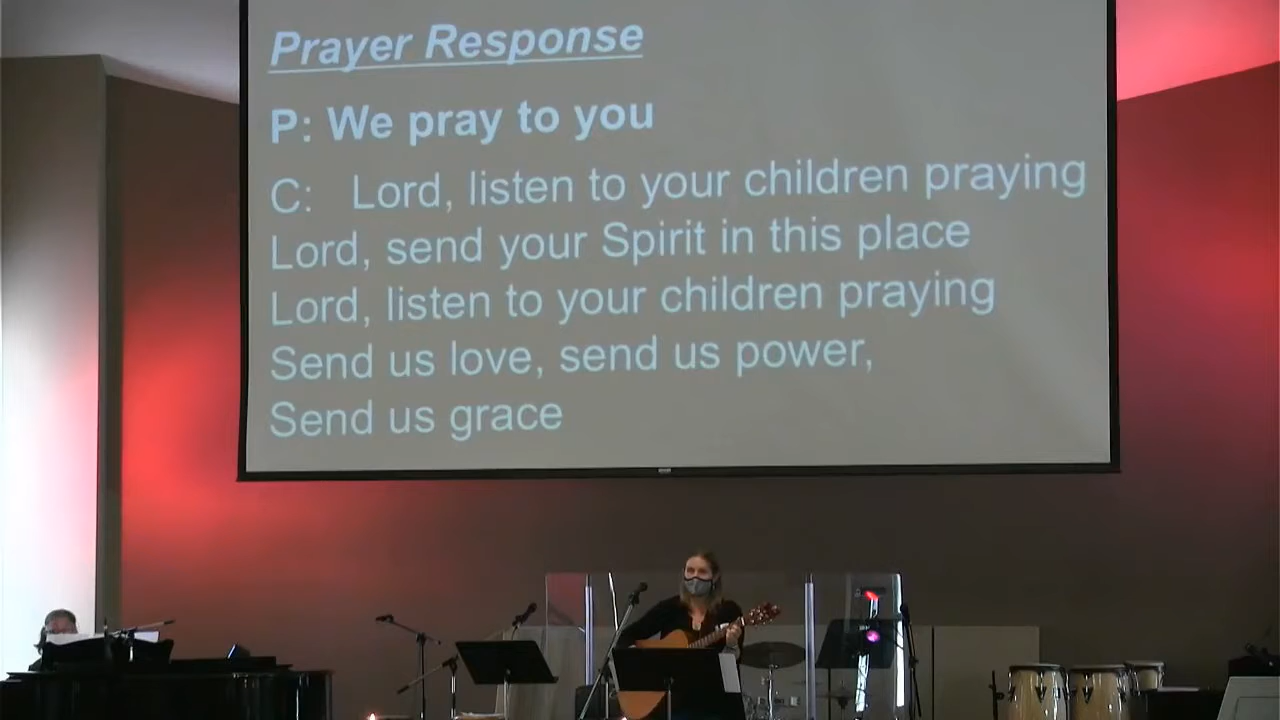 Prayer Response
P: We pray to you
C: Lord, listen to your children praying
Lord, send your Spirit in this place
Lord, listen to your children praying
Send us love, send us power,
Send us grace